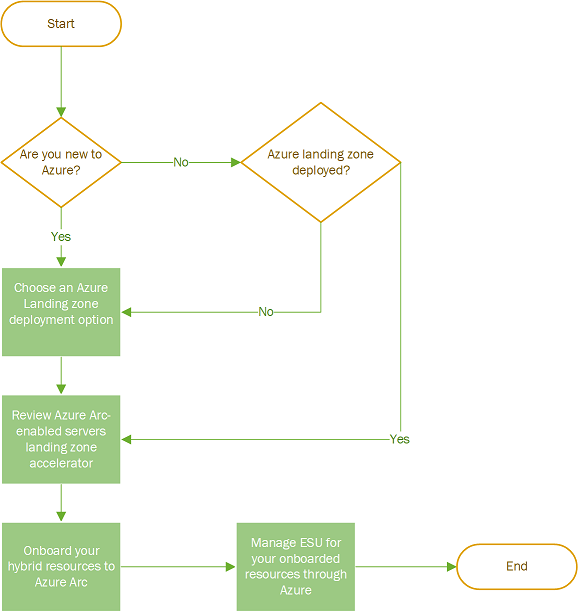 Start
Are you new to
Azure?
No
Azure landing zone
deployed?
Yes
Choose an Azure
Landing zone
deployment option
No
Review Azure Arc-
enabled servers
landing zone
accelerator
Yes
Onboard your
hybrid resources to
Azure Arc
Manage ESU for
your onboarded
resources through
Azure
End